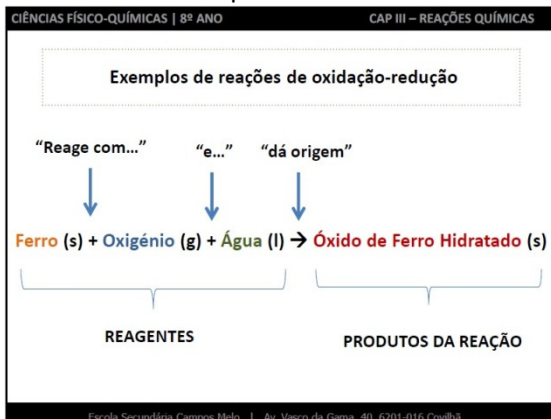 CIÊNCIAS FÍSICO-QUÍMICAS | 8º ANO CAP III – REAÇÕES QUÍMICAS
Exemplos de reações de oxidação-redução
“Reage com…” “e…” “dá origem”
Ferro (s) + Oxigénio (g) + Água (l) → Óxido de Ferro Hidratado (s)
REAGENTES PRODUTOS DA REAÇÃO
Escola Secundária Campos Melo | Av. Vasco da Gama, 40, 6201-016 Covilhã